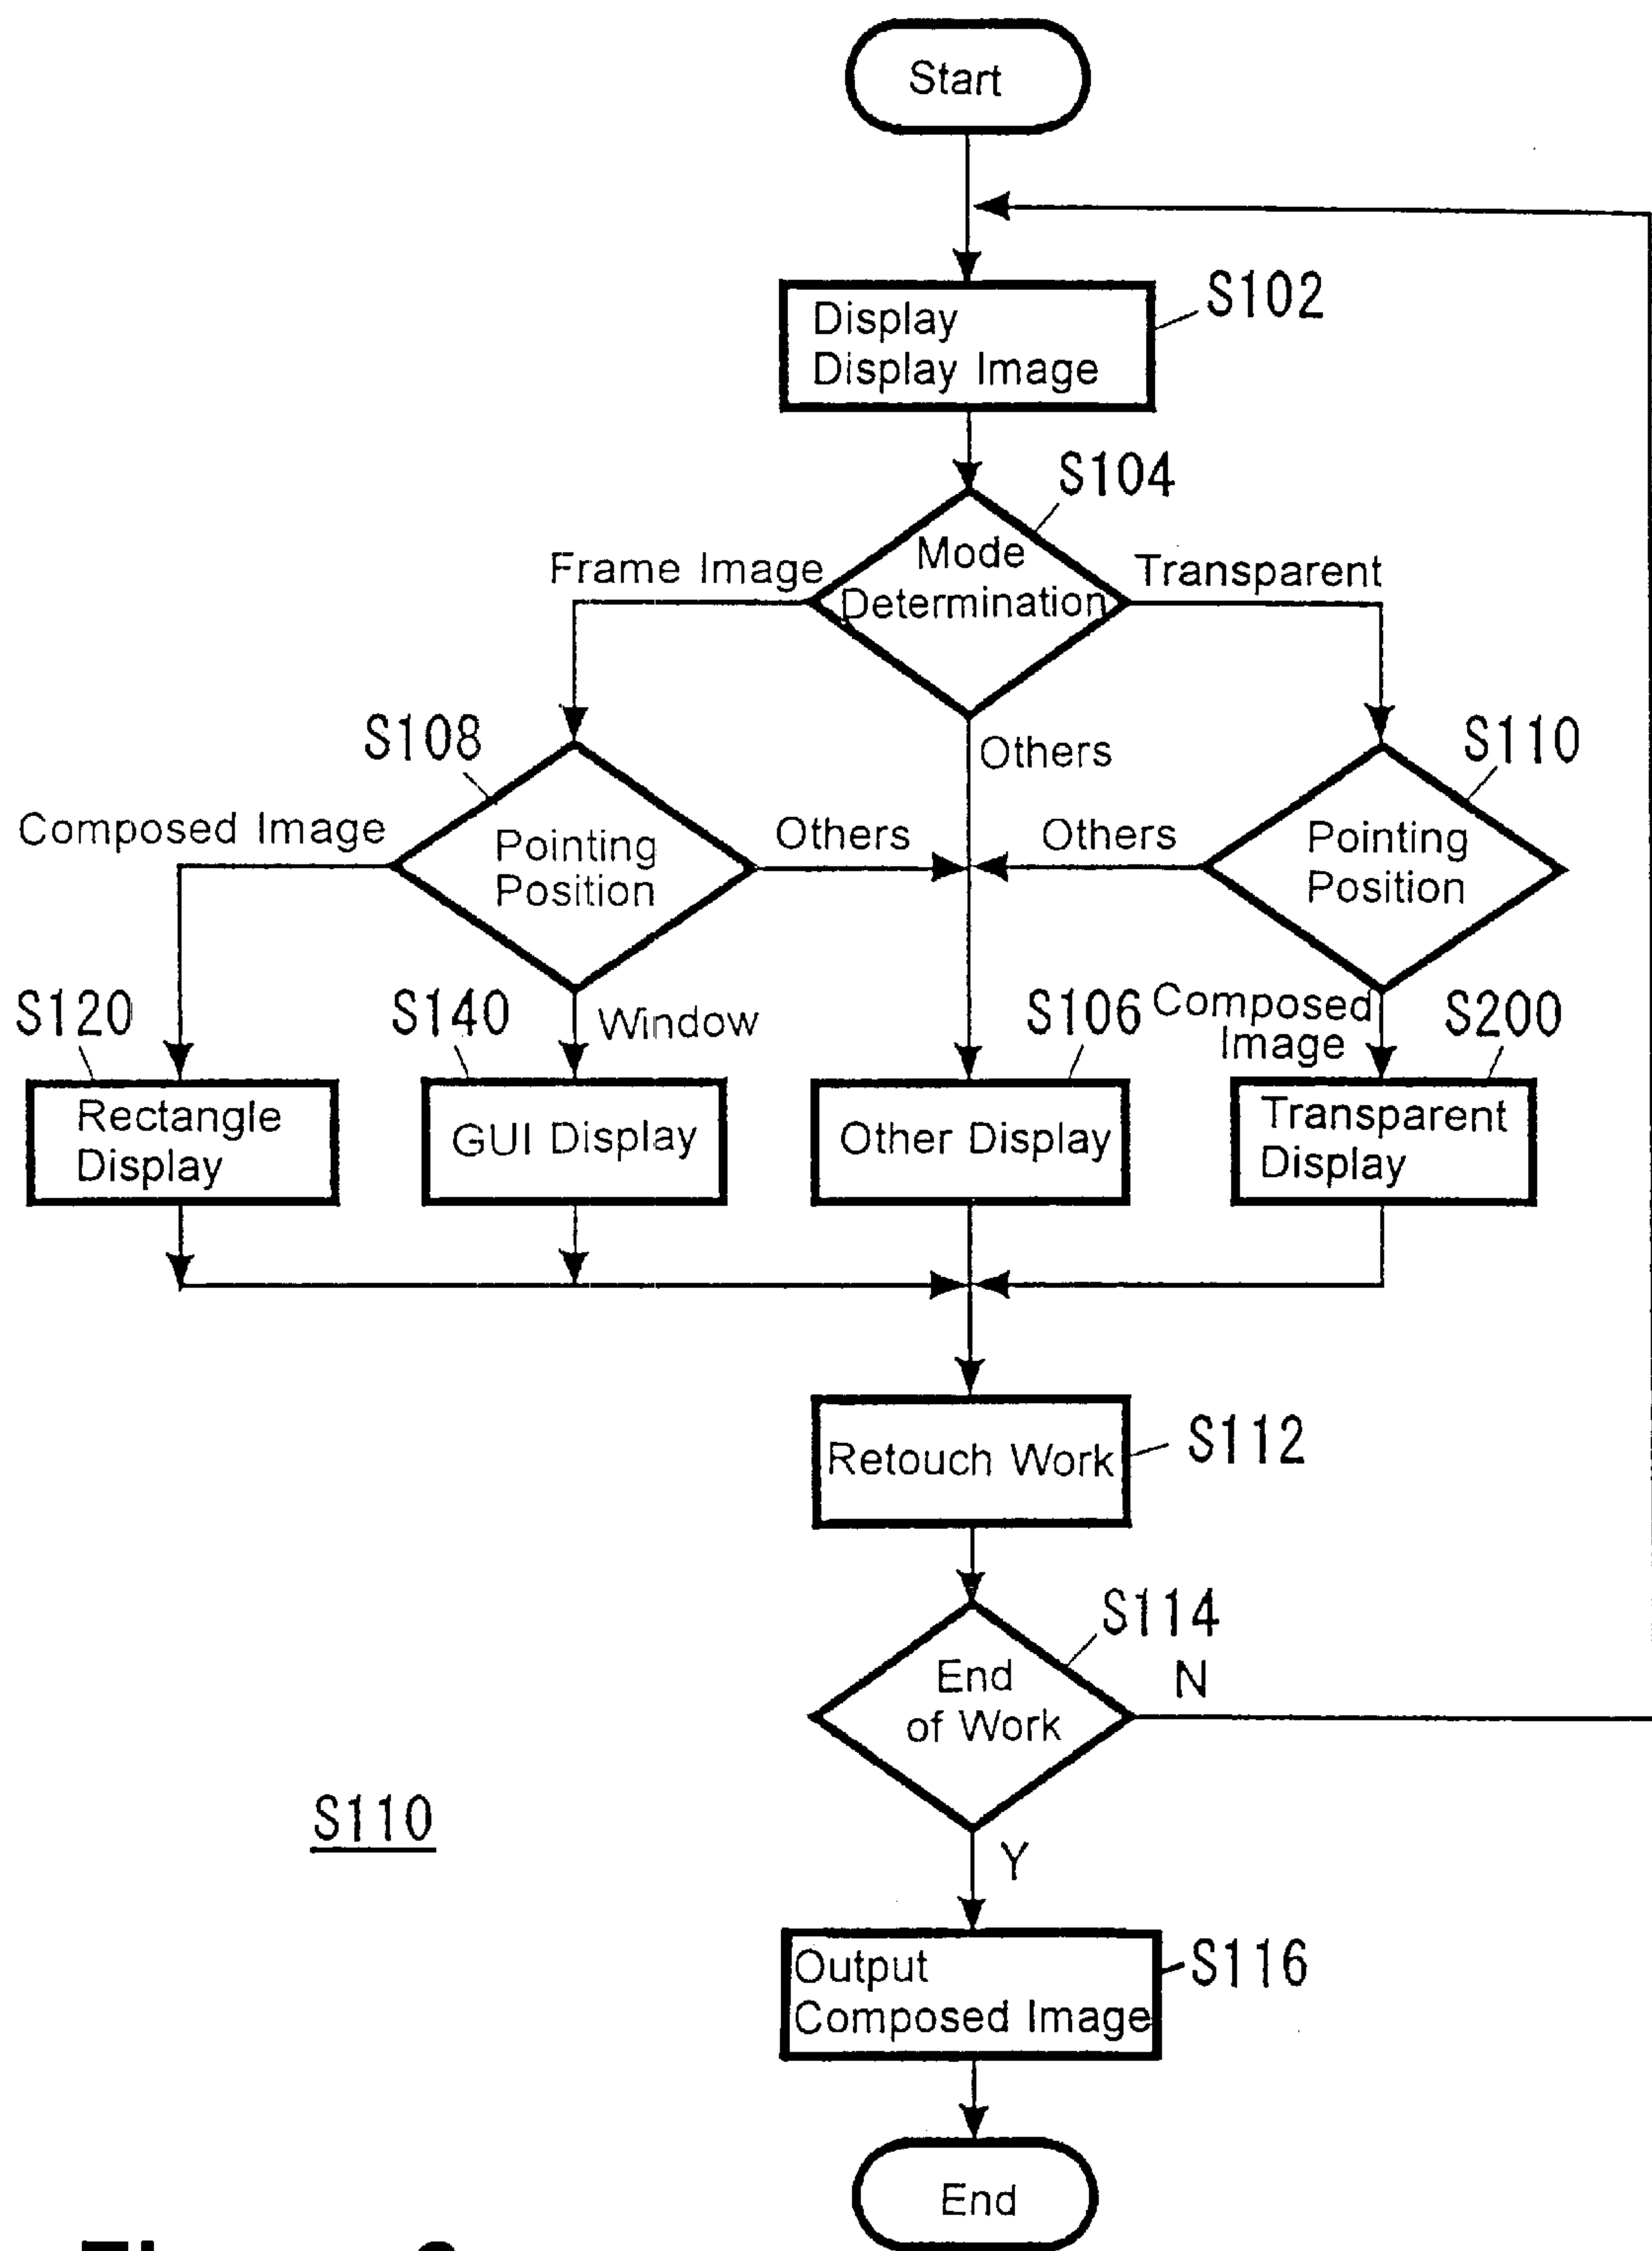 Start
Display
Display Image
S102
S104
Mode
Determination
Frame Image
Transparent
Others
S108
Pointing
Position
Composed Image
Others
S110
Pointing
Position
Others
S120
Rectangle
Display
S140
Window
GUI Display
S106
Other Display
Composed
Image
S200
Transparent
Display
Retouch Work
S112
S114
End
of Work
N
S110
Y
Output
Composed Image
S116
End